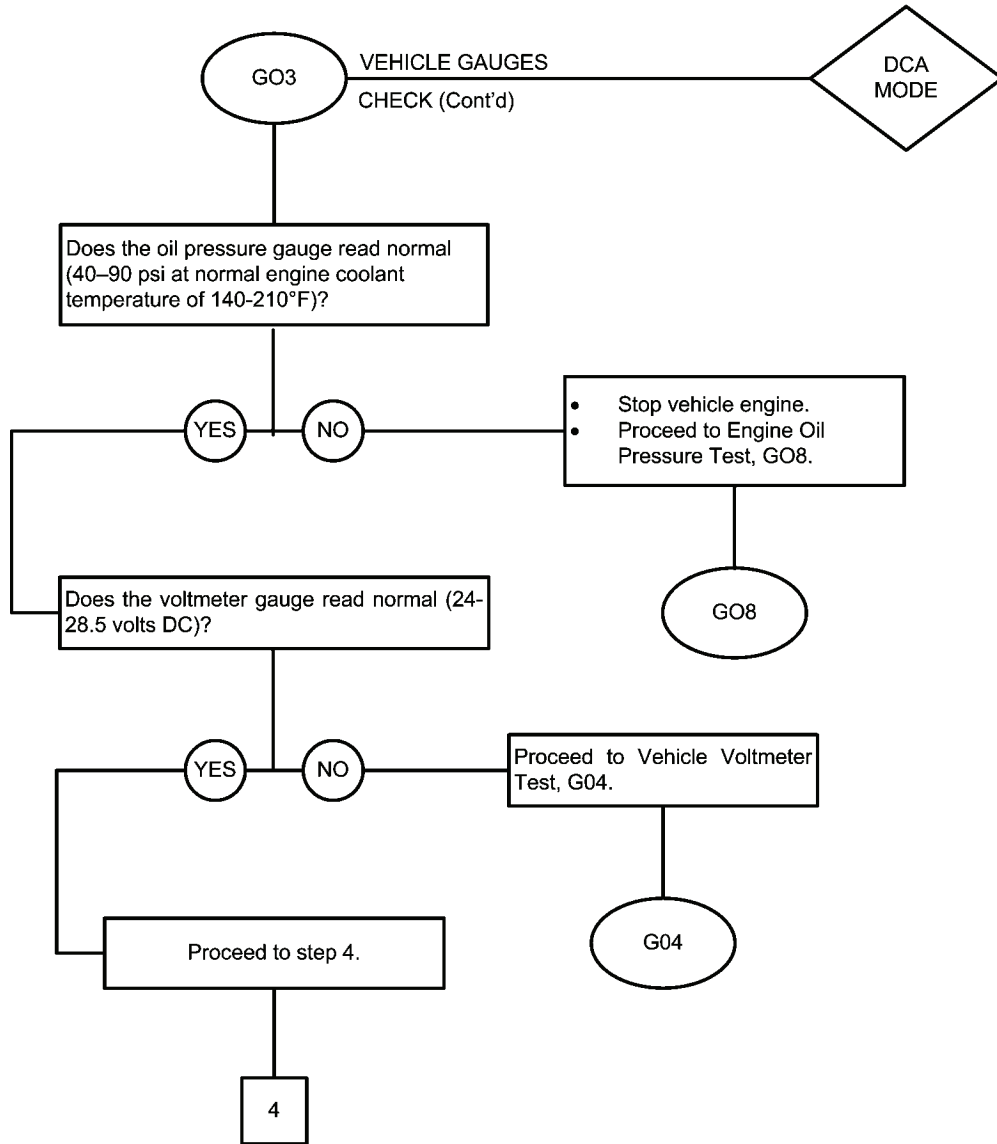 GO3
VEHICLE GAUGES
CHECK (Cont'd)
DCA
MODE
Does the oil pressure gauge read normal
(40–90 psi at normal engine coolant
temperature of 140-210°F)?
YES
NO
• Stop vehicle engine.
• Proceed to Engine Oil
Pressure Test, GO8.
GO8
Does the voltmeter gauge read normal (24-
28.5 volts DC)?
YES
NO
Proceed to Vehicle Voltmeter
Test, G04.
G04
Proceed to step 4.
4